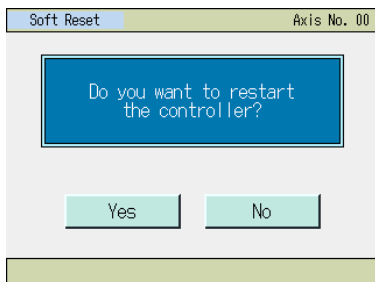 Soft Reset Axis No. 00
Do you want to restart
the controller?
Yes No